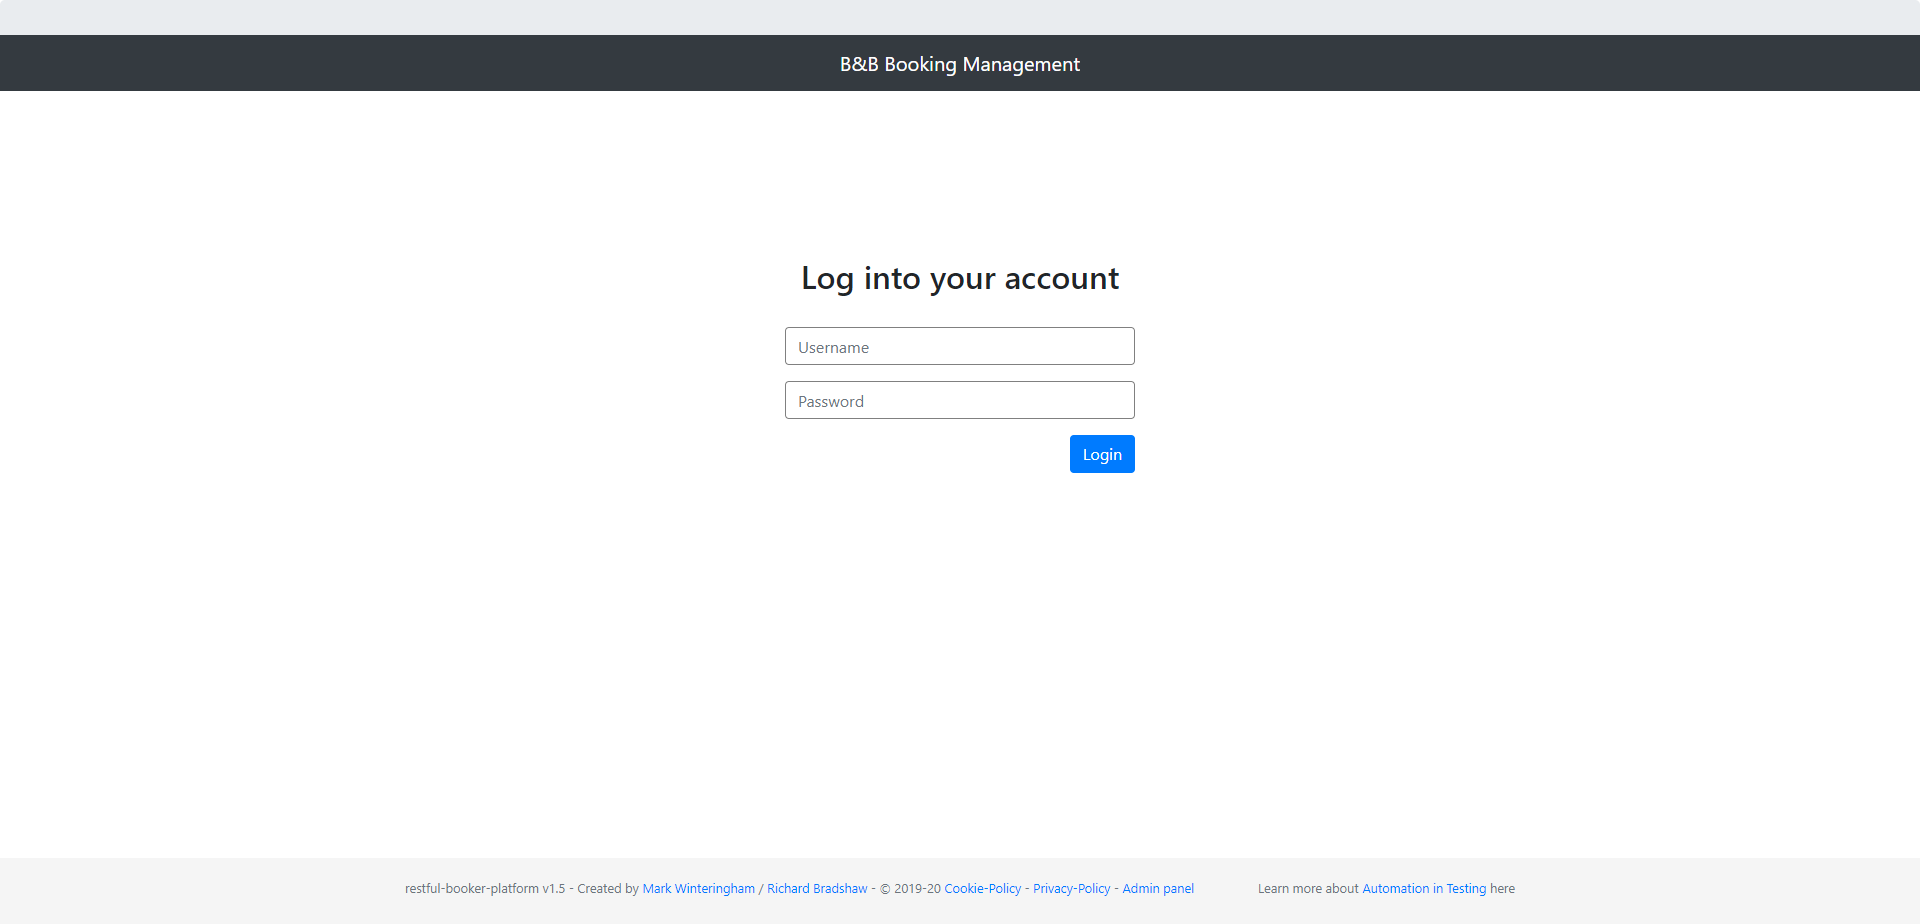 B&B Booking Management
Log into your account
Username
Password
Login
restful-booker-platform v1.5 - Created by Mark Winteringham / Richard Bradshaw - © 2019-20 Cookie-Policy - Privacy-Policy - Admin panel
Learn more about Automation in Testing here